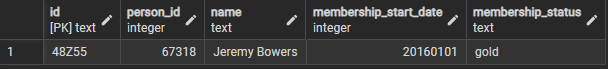 id person_id name membership_start_date membership_status
[PK] text integer text integer text
1 48Z55 67318 Jeremy Bowers 20160101 gold